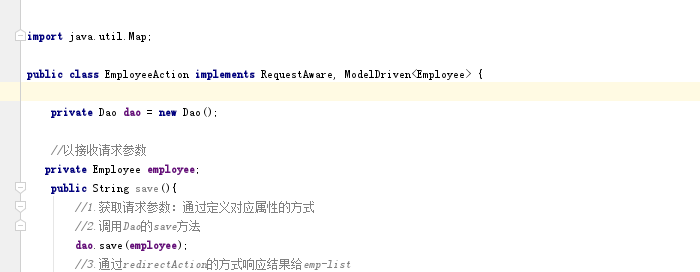 import java.util.Map;
public class EmployeeAction implements RequestAware, ModelDriven<Employee> {
private Dao dao = new Dao();
//以接收请求参数
private Employee employee;
public String save(){
//1.获取请求参数: 通过定义对应属性的方式
//2.调用Dao的save方法
dao.save(employee);
//3.通过redirectAction的方式响应结果给emp-list